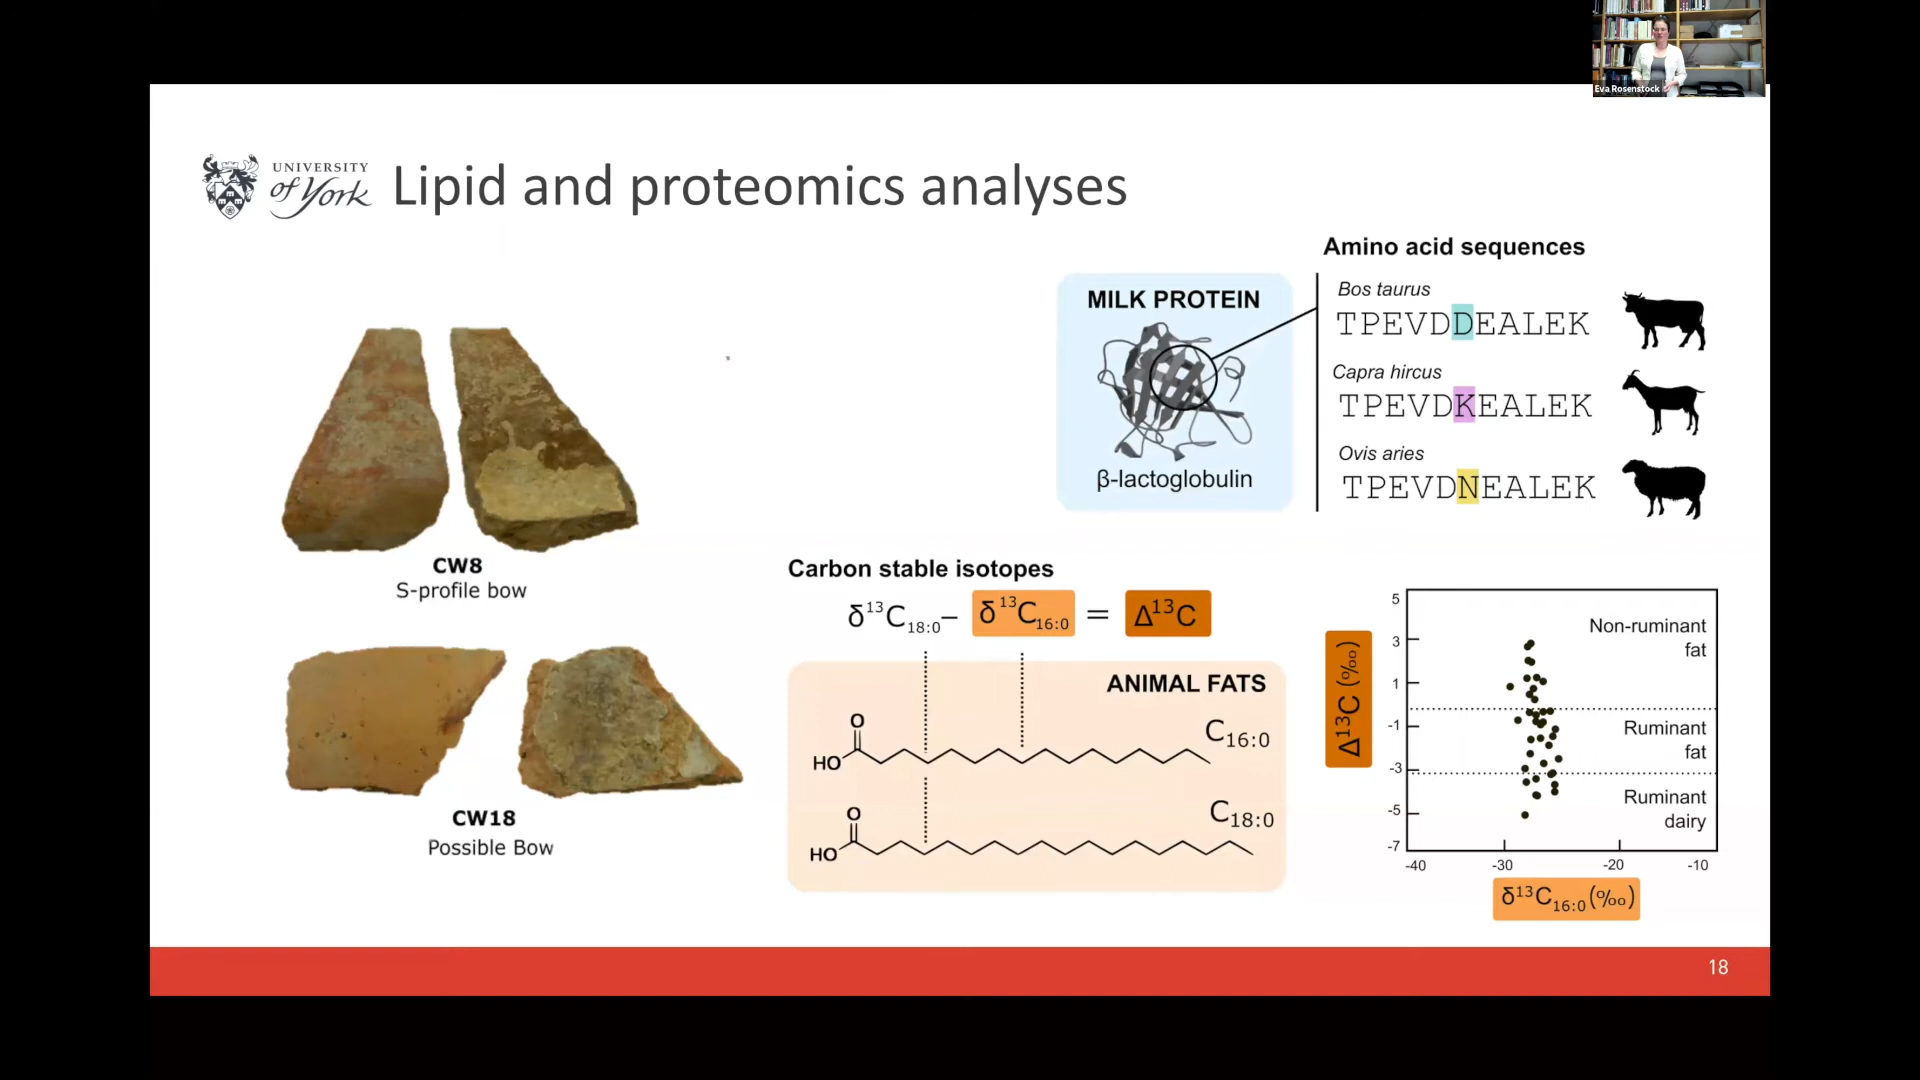 Eva Rosenstock
UNIVERSITY
of York
Lipid and proteomics analyses
Amino acid sequences
MILK PROTEIN
β-lactoglobulin
Bos taurus
TPEVDDEALEK
Capra hircus
TPEVDKEALEK
Ovis aries
TPEVDNEALEK
CW8
S-profile bow
CW18
Possible Bow
Carbon stable isotopes
δ¹³C₁₈:₀– δ¹³C₁₆:₀ = Δ¹³C
ANIMAL FATS
O
HO
C₁₆:₀
O
HO
C₁₈:₀
Δ¹³C (‰)
5
3
1
-1
-3
-5
-7
Non-ruminant
fat
Ruminant
fat
Ruminant
dairy
-40 -30 -20 -10
δ¹³C₁₆:₀(‰)
18